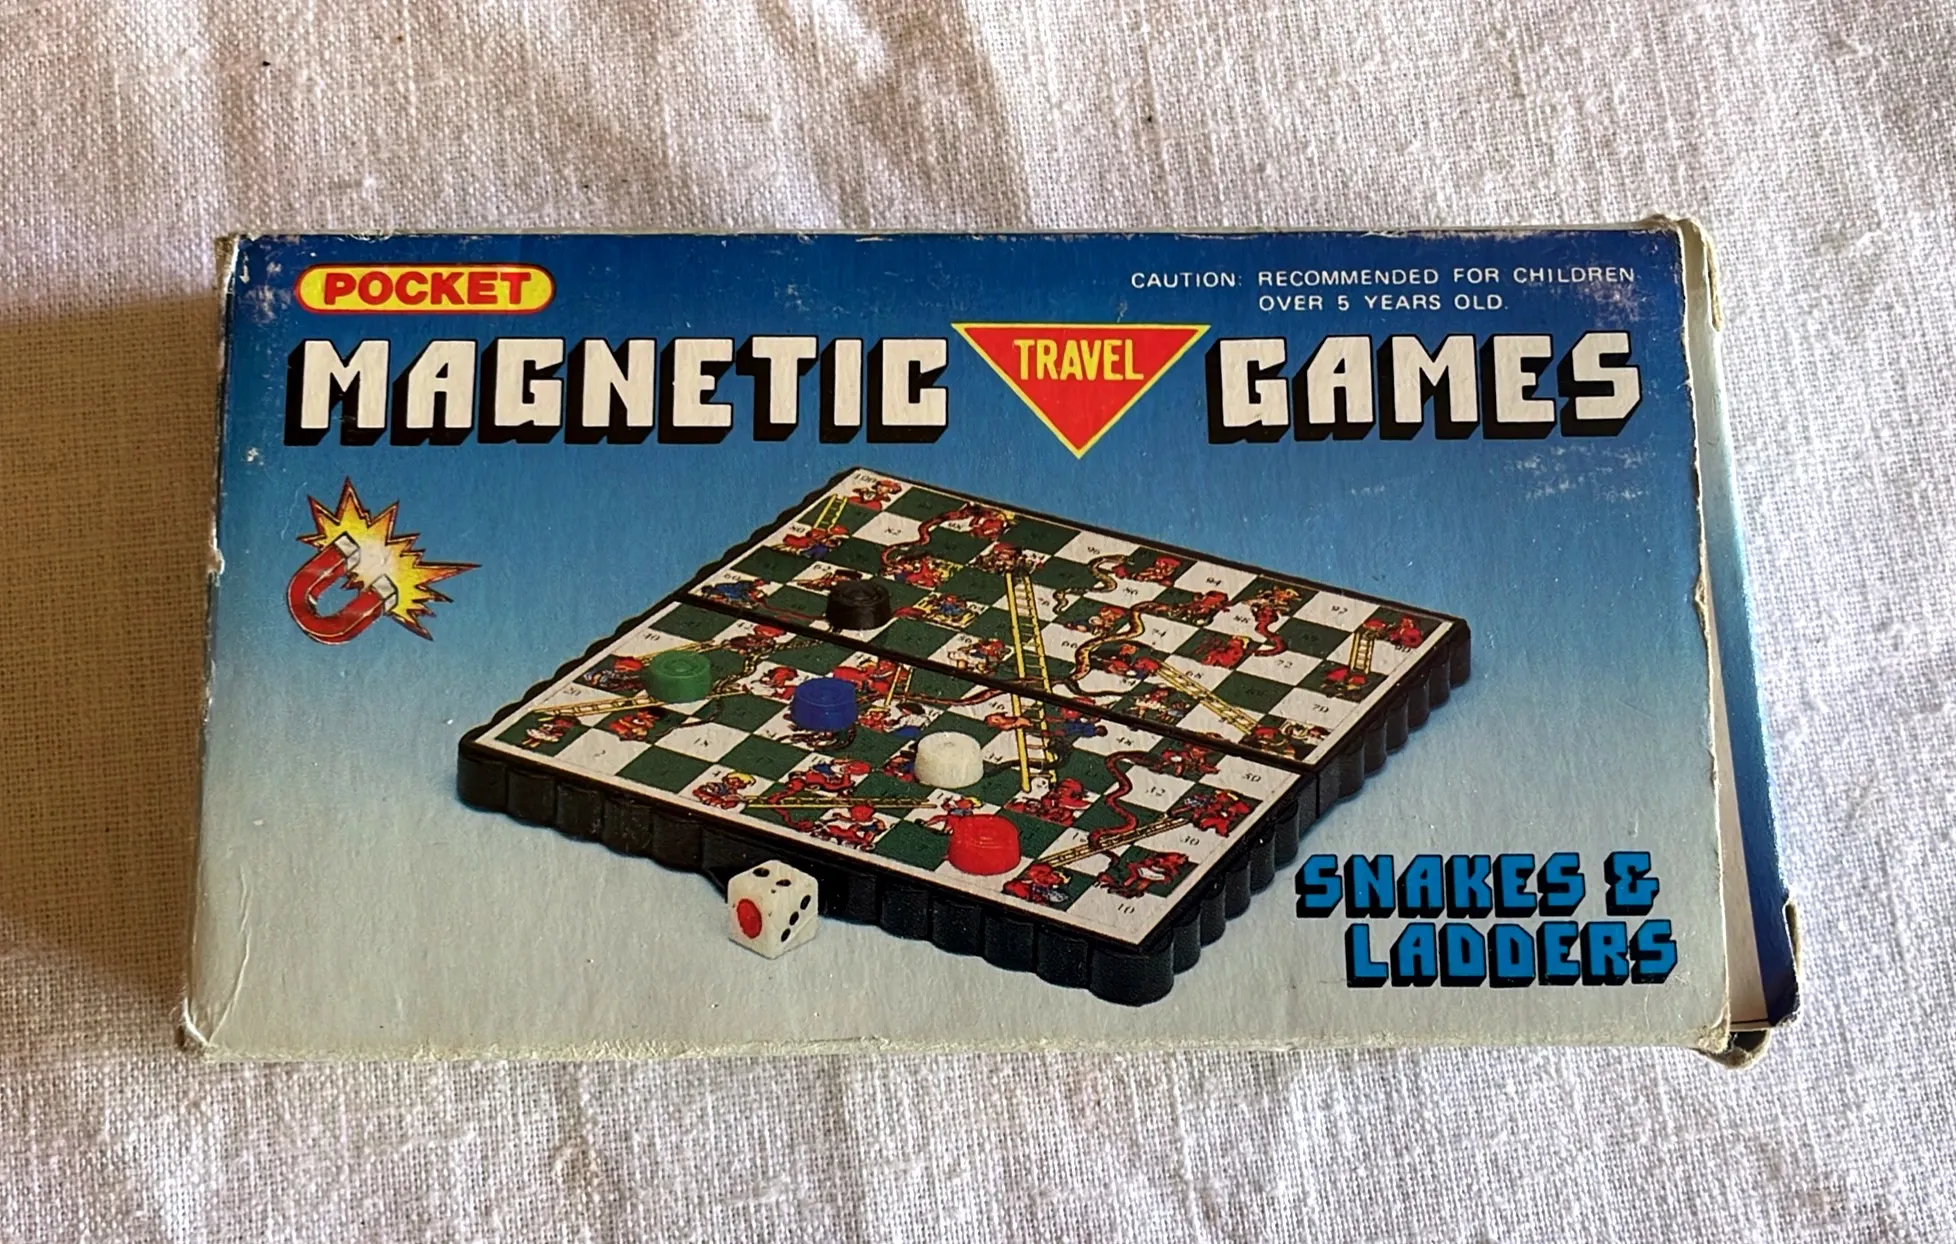 POCKET
CAUTION: RECOMMENDED FOR CHILDREN
OVER 5 YEARS OLD.
MAGNETIC TRAVEL GAMES
SNAKES &
LADDERS